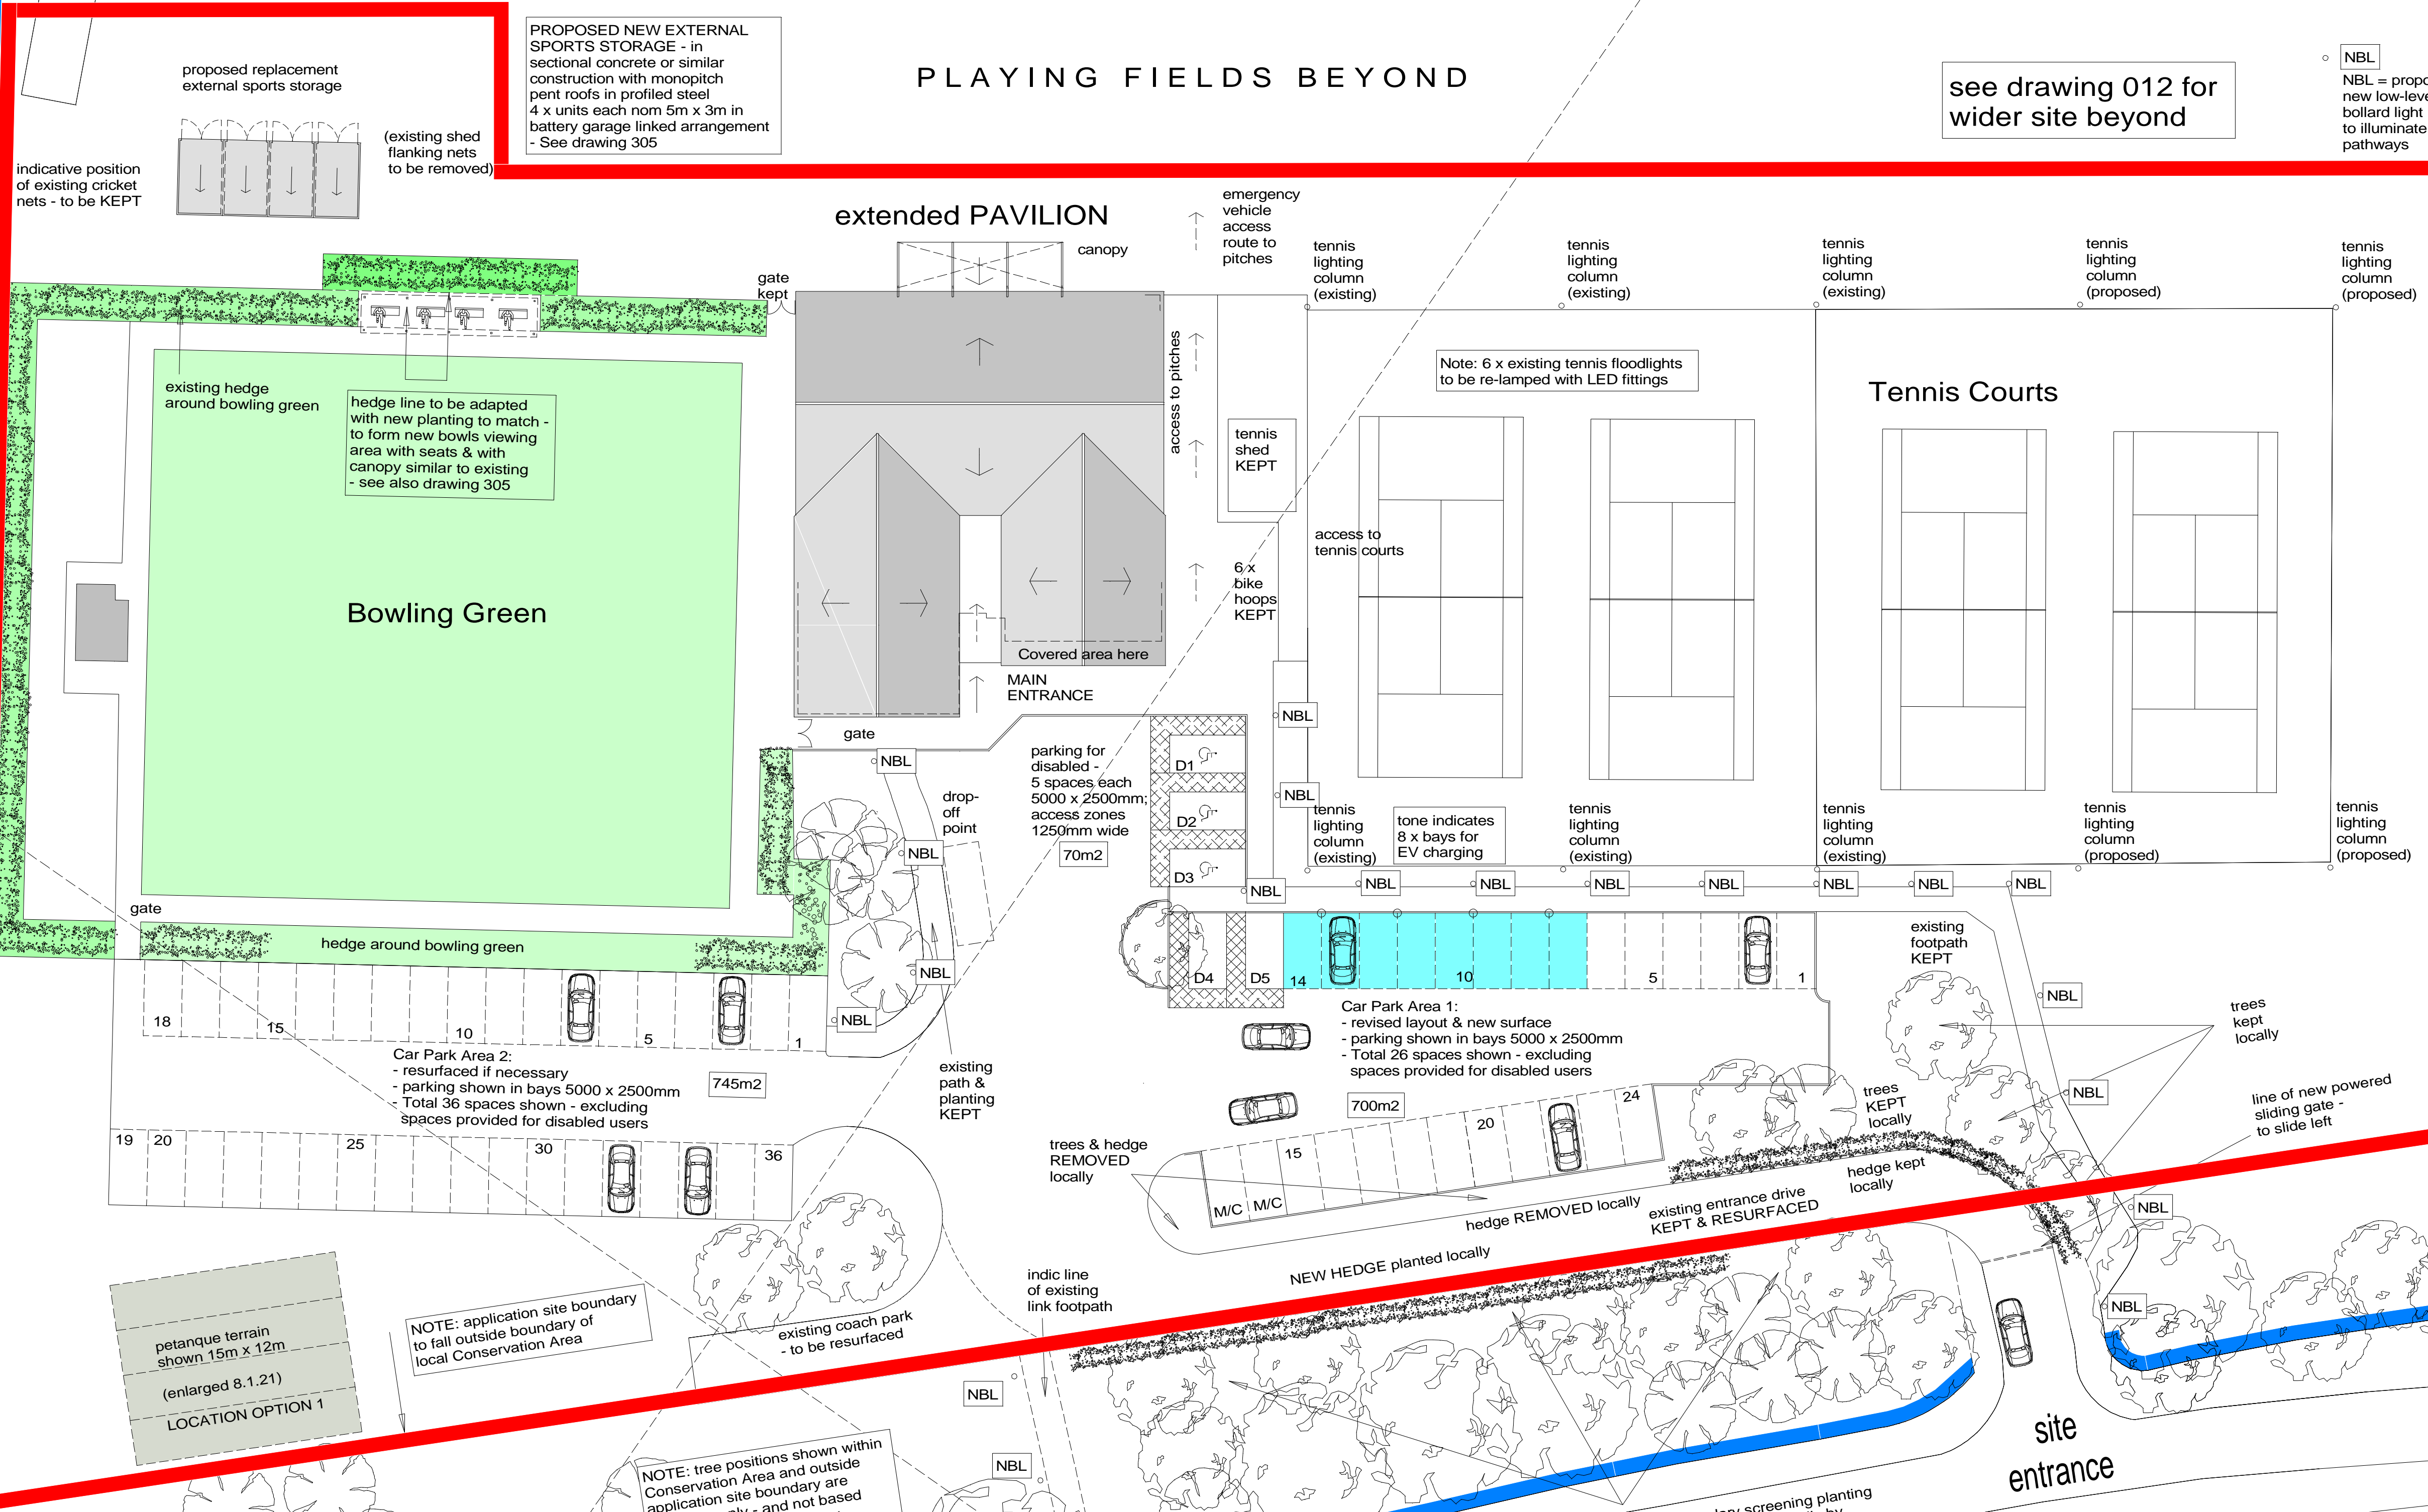 PROPOSED NEW EXTERNAL
SPORTS STORAGE - in
sectional concrete or similar
construction with monopitch
pent roofs in profiled steel
4 x units each nom 5m x 3m in
battery garage linked arrangement
- See drawing 305
PLAYING FIELDS BEYOND
see drawing 012 for
wider site beyond
NBL
new low-level
bollard light
to illuminate
pathways
proposed replacement
external sports storage
(existing shed
flanking nets
to be removed)
indicative position
of existing cricket
nets - to be KEPT
extended PAVILION
canopy
emergency
vehicle
access
route to
pitches
gate
kept
tennis
lighting
column
(existing)
tennis
lighting
column
(existing)
tennis
lighting
column
(existing)
tennis
lighting
column
(proposed)
tennis
lighting
column
(proposed)
existing hedge
around bowling green
hedge line to be adapted
with new planting to match -
to form new bowls viewing
area with seats & with
canopy similar to existing
- see also drawing 305
access to pitches
Note: 6 x existing tennis floodlights
to be re-lamped with LED fittings
Tennis Courts
tennis
shed
KEPT
access to
tennis courts
6 x
bike
hoops
KEPT
Bowling Green
Covered area here
MAIN
ENTRANCE
gate
NBL
NBL
NBL
NBL
drop-
off
point
parking for
disabled -
5 spaces each
5000 x 2500mm;
access zones
1250mm wide
70m2
D1
D2
D3
tennis
lighting
column
(existing)
tone indicates
8 x bays for
EV charging
tennis
lighting
column
(existing)
tennis
lighting
column
(existing)
tennis
lighting
column
(proposed)
tennis
lighting
column
(proposed)
NBL
NBL
NBL
NBL
NBL
NBL
NBL
NBL
gate
hedge around bowling green
NBL
NBL
18
15
10
5
1
D4
D5
14
10
5
1
existing
footpath
KEPT
NBL
trees
kept
locally
Car Park Area 1:
- revised layout & new surface
- parking shown in bays 5000 x 2500mm
- Total 26 spaces shown - excluding
spaces provided for disabled users
700m2
Car Park Area 2:
- resurfaced if necessary
- parking shown in bays 5000 x 2500mm
- Total 36 spaces shown - excluding
spaces provided for disabled users
745m2
existing
path &
planting
KEPT
trees
KEPT
locally
NBL
line of new powered
sliding gate -
to slide left
19
20
25
30
36
trees & hedge
REMOVED
locally
M/C
M/C
15
20
24
hedge kept
locally
hedge REMOVED locally
existing entrance drive
KEPT & RESURFACED
NBL
NEW HEDGE planted locally
indic line
of existing
link footpath
NBL
petanque terrain
shown 15m x 12m
(enlarged 8.1.21)
LOCATION OPTION 1
NOTE: application site boundary
to fall outside boundary of
local Conservation Area
existing coach park
- to be resurfaced
NBL
NBL
NOTE: tree positions shown within
Conservation Area and outside
application site boundary are
- and not based
site
entrance
screening planting